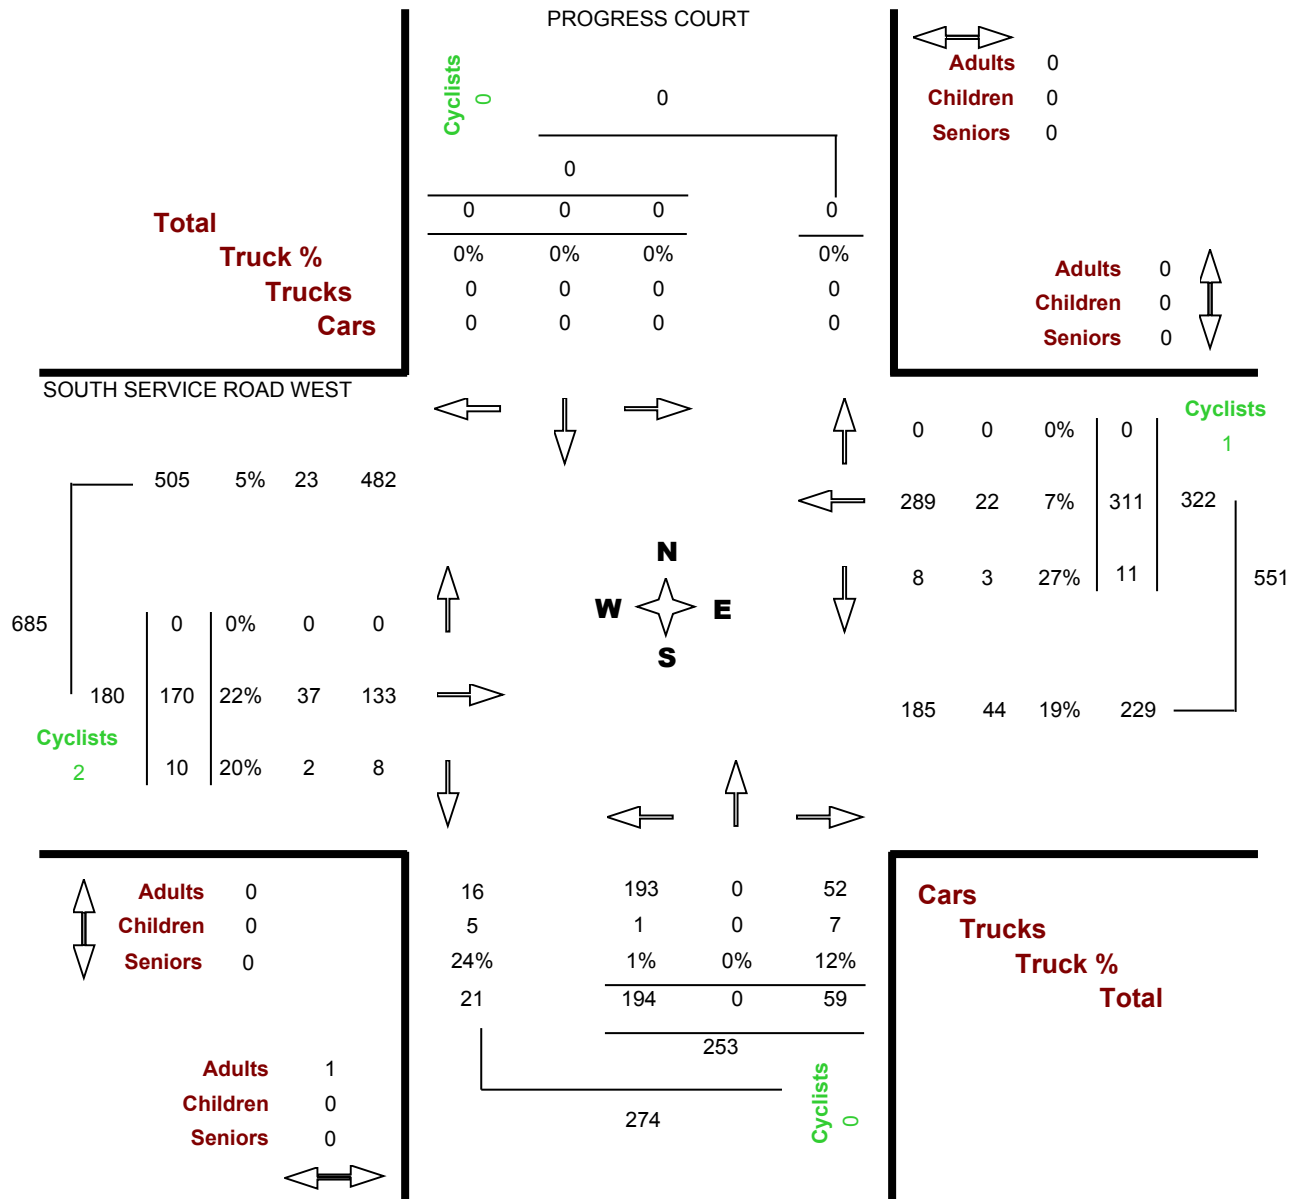 PROGRESS COURT
Cyclists
0
0
Adults 0
Children 0
Seniors 0
0
Total 0 0 0 0
Truck % 0% 0% 0% 0%
Trucks 0 0 0 0
Cars 0 0 0 0
Adults 0
Children 0
Seniors 0
SOUTH SERVICE ROAD WEST
Cyclists
1
0 0 0% 0
505 5% 23 482
289 22 7% 311 322
8 3 27% 11
551
N
W E
S
685
0 0% 0 0
180 170 22% 37 133
185 44 19% 229
Cyclists
2
10 20% 2 8
Adults 0
Children 0
Seniors 0
16 193 0 52
5 1 0 7
24% 1% 0% 12%
21 194 0 59
253
Cars
Trucks
Truck %
Total
Adults 1
Children 0
Seniors 0
274
Cyclists
0